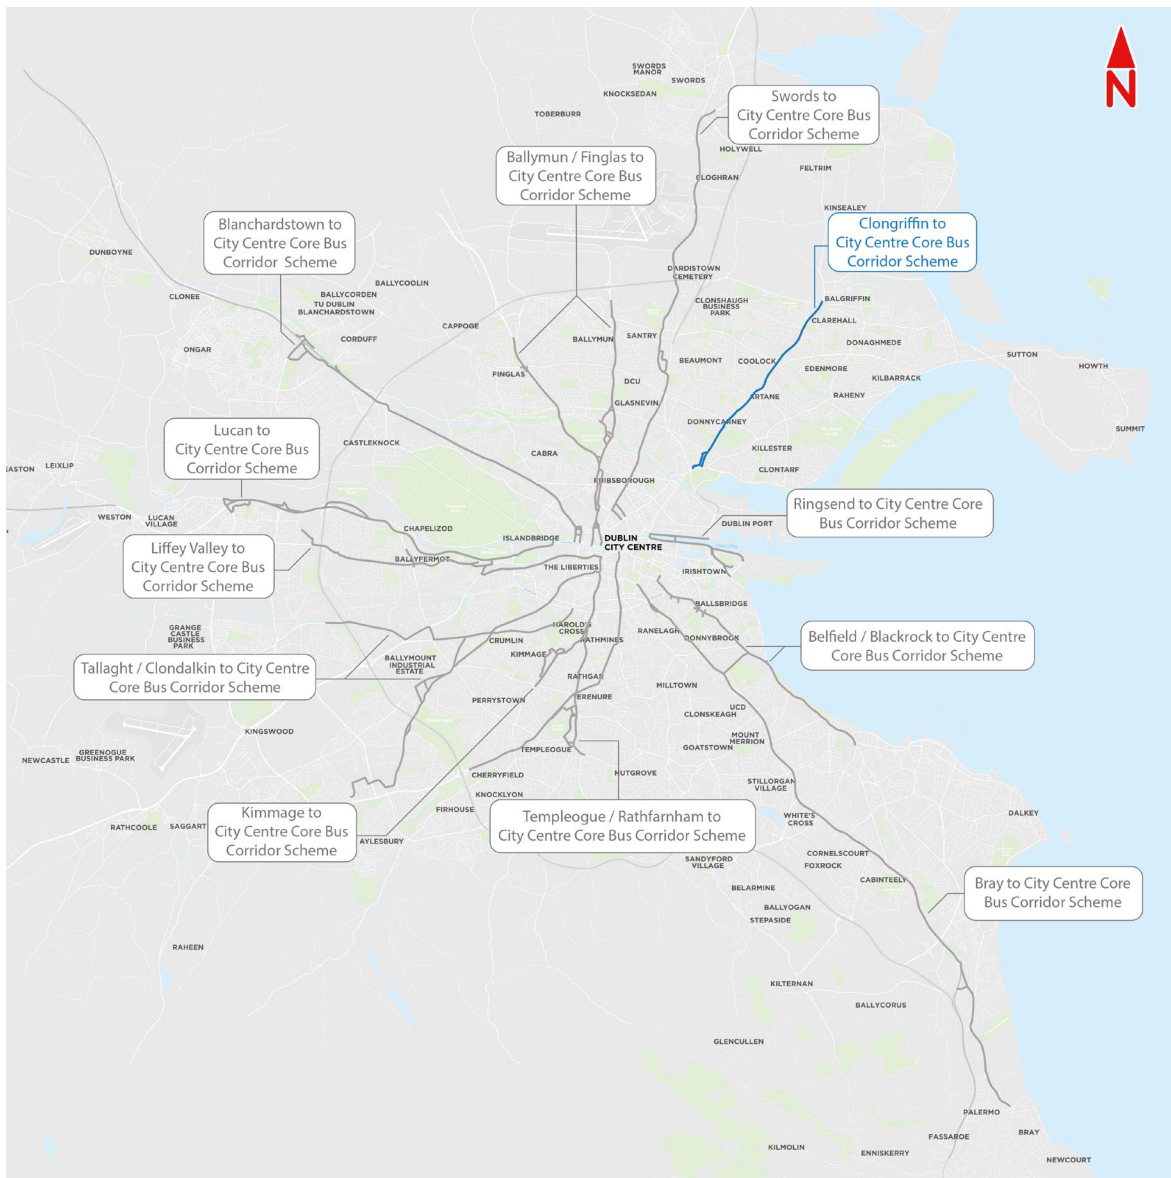 N
SWORDS
MANOR
SWORDS
KNOCKSEDAN
TOBERBURR
Swords to
City Centre Core Bus
Corridor Scheme
HOLYWELL
FELTRIM
CLOGHRAN
Ballymun / Finglas to
City Centre Core Bus
Corridor Scheme
KINSEALEY
Clongriffin to
City Centre Core Bus
Corridor Scheme
Blanchardstown to
City Centre Core Bus
Corridor Scheme
DUNBOYNE
DARDISTOWN
CEMETERY
BALLYCOOLIN
CLONEE
BALLYCORDEN
TU DUBLIN
BLANCHARDSTOWN
CLONSHAUGH
BUSINESS
PARK
BALGRIFFIN
CLAREHALL
CAPPOGE
CORDUFF
BALLYMUN
SANTRY
DONAGHMEDE
ONGAR
BEAUMONT
COOLOCK
EDENMORE
SUTTON
HOWTH
FINGLAS
DCU
KILBARRACK
ARTANE
RAHENY
GLASNEVIN
DONNYCARNEY
SUMMIT
Lucan to
City Centre Core Bus
Corridor Scheme
CASTLEKNOCK
CABRA
KILLESTER
CLONTARF
EASTON
LEIXLIP
PHIBSBOROUGH
Ringsend to City Centre Core
Bus Corridor Scheme
WESTON
LUCAN
VILLAGE
CHAPELIZOD
DUBLIN PORT
ISLANDBRIDGE
DUBLIN
CITY CENTRE
Liffey Valley to
City Centre Core Bus
Corridor Scheme
BALLYFERMOT
THE LIBERTIES
IRISHTOWN
BALLSBRIDGE
GRANGE
CASTLE
BUSINESS
PARK
HAROLD'S
CROSS
RATHMINES
RANELAGH
DONNYBROOK
CRUMLIN
KIMMAGE
Belfield / Blackrock to City Centre
Core Bus Corridor Scheme
Tallaght / Clondalkin to City Centre
Core Bus Corridor Scheme
BALLYMOUNT
INDUSTRIAL
ESTATE
RATHGAR
MILLTOWN
PERRYSTOWN
TERENURE
UCD
CLONSKEAGH
KINGSWOOD
MOUNT
MERRION
GOATSTOWN
TEMPLEOGUE
NEWCASTLE
GREENOGUE
BUSINESS PARK
CHERRYFIELD
NUTGROVE
STILLORGAN
VILLAGE
KNOCKLYON
FIRHOUSE
Kimmage to
City Centre Core Bus
Corridor Scheme
Templeogue / Rathfarnham to
City Centre Core Bus Corridor Scheme
WHITE'S
CROSS
DALKEY
RATHCOOLE
SAGGART
AYLESBURY
SANDYFORD
VILLAGE
CORNELSCOURT
FOXROCK
CABINTEELY
Bray to City Centre Core
Bus Corridor Scheme
BELARMINE
BALLYOGAN
STEPASIDE
RAHEEN
KILTERNAN
BALLYCORUS
GLENCULLEN
PALERMO
BRAY
FASSAROE
KILMOLIN
ENNISKERRY
NEWCOURT